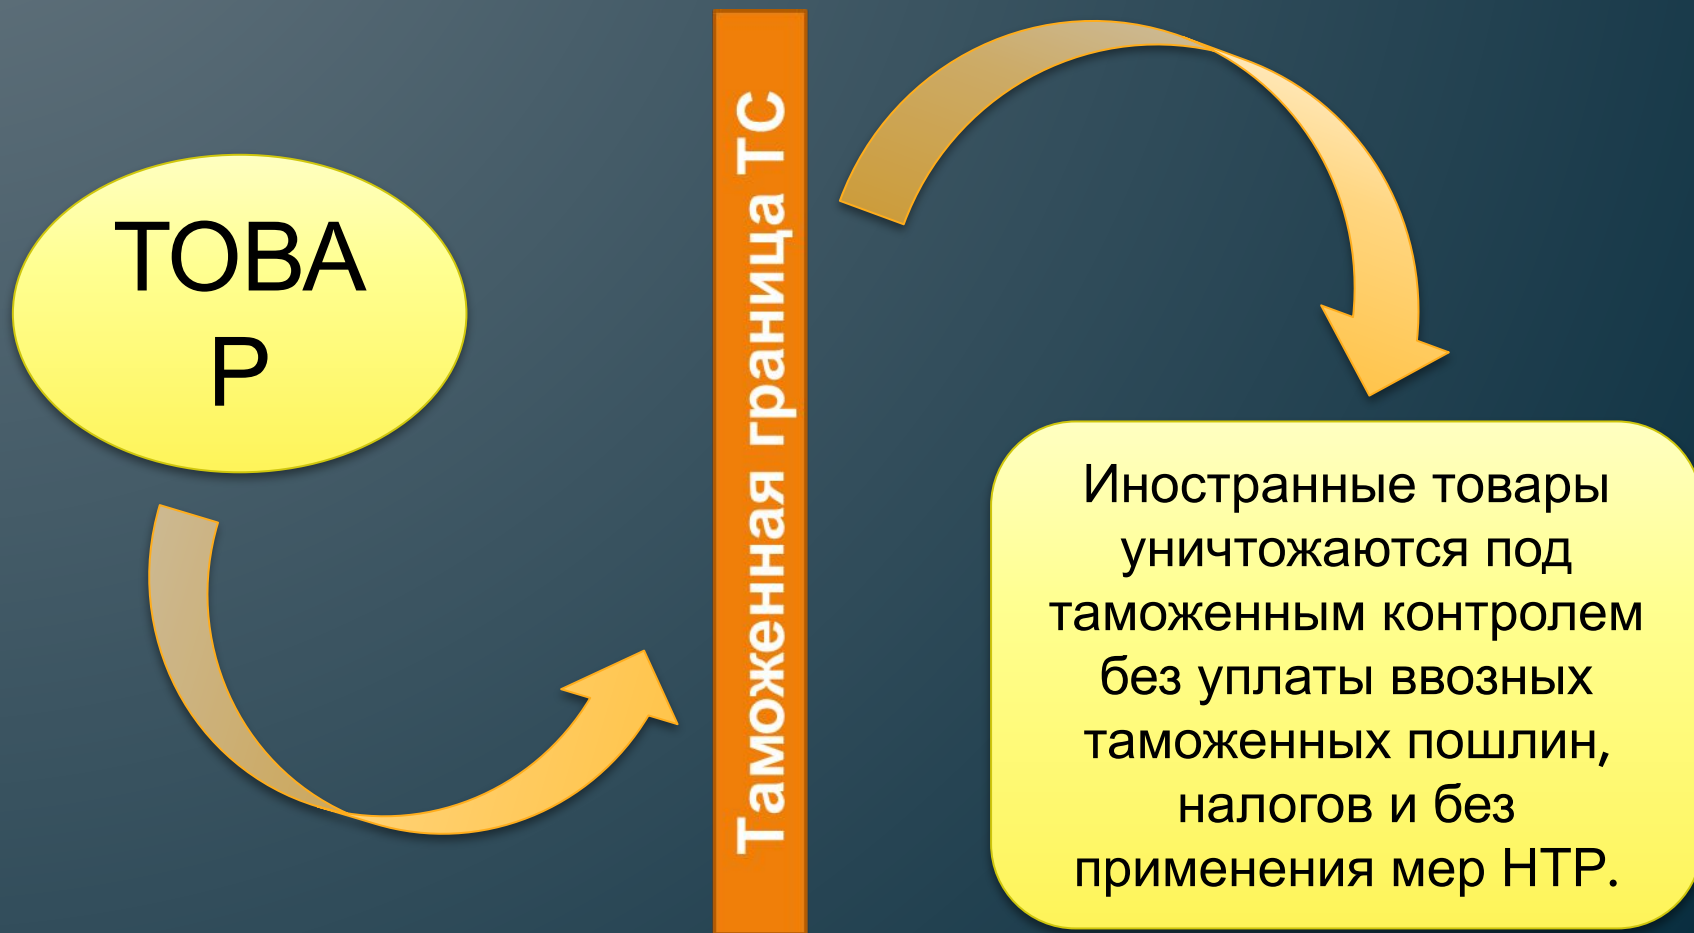 ТОВА
Р
Таможенная граница ТС
Иностранные товары
уничтожаются под
таможенным контролем
без уплаты ввозных
таможенных пошлин,
налогов и без
применения мер НТР.